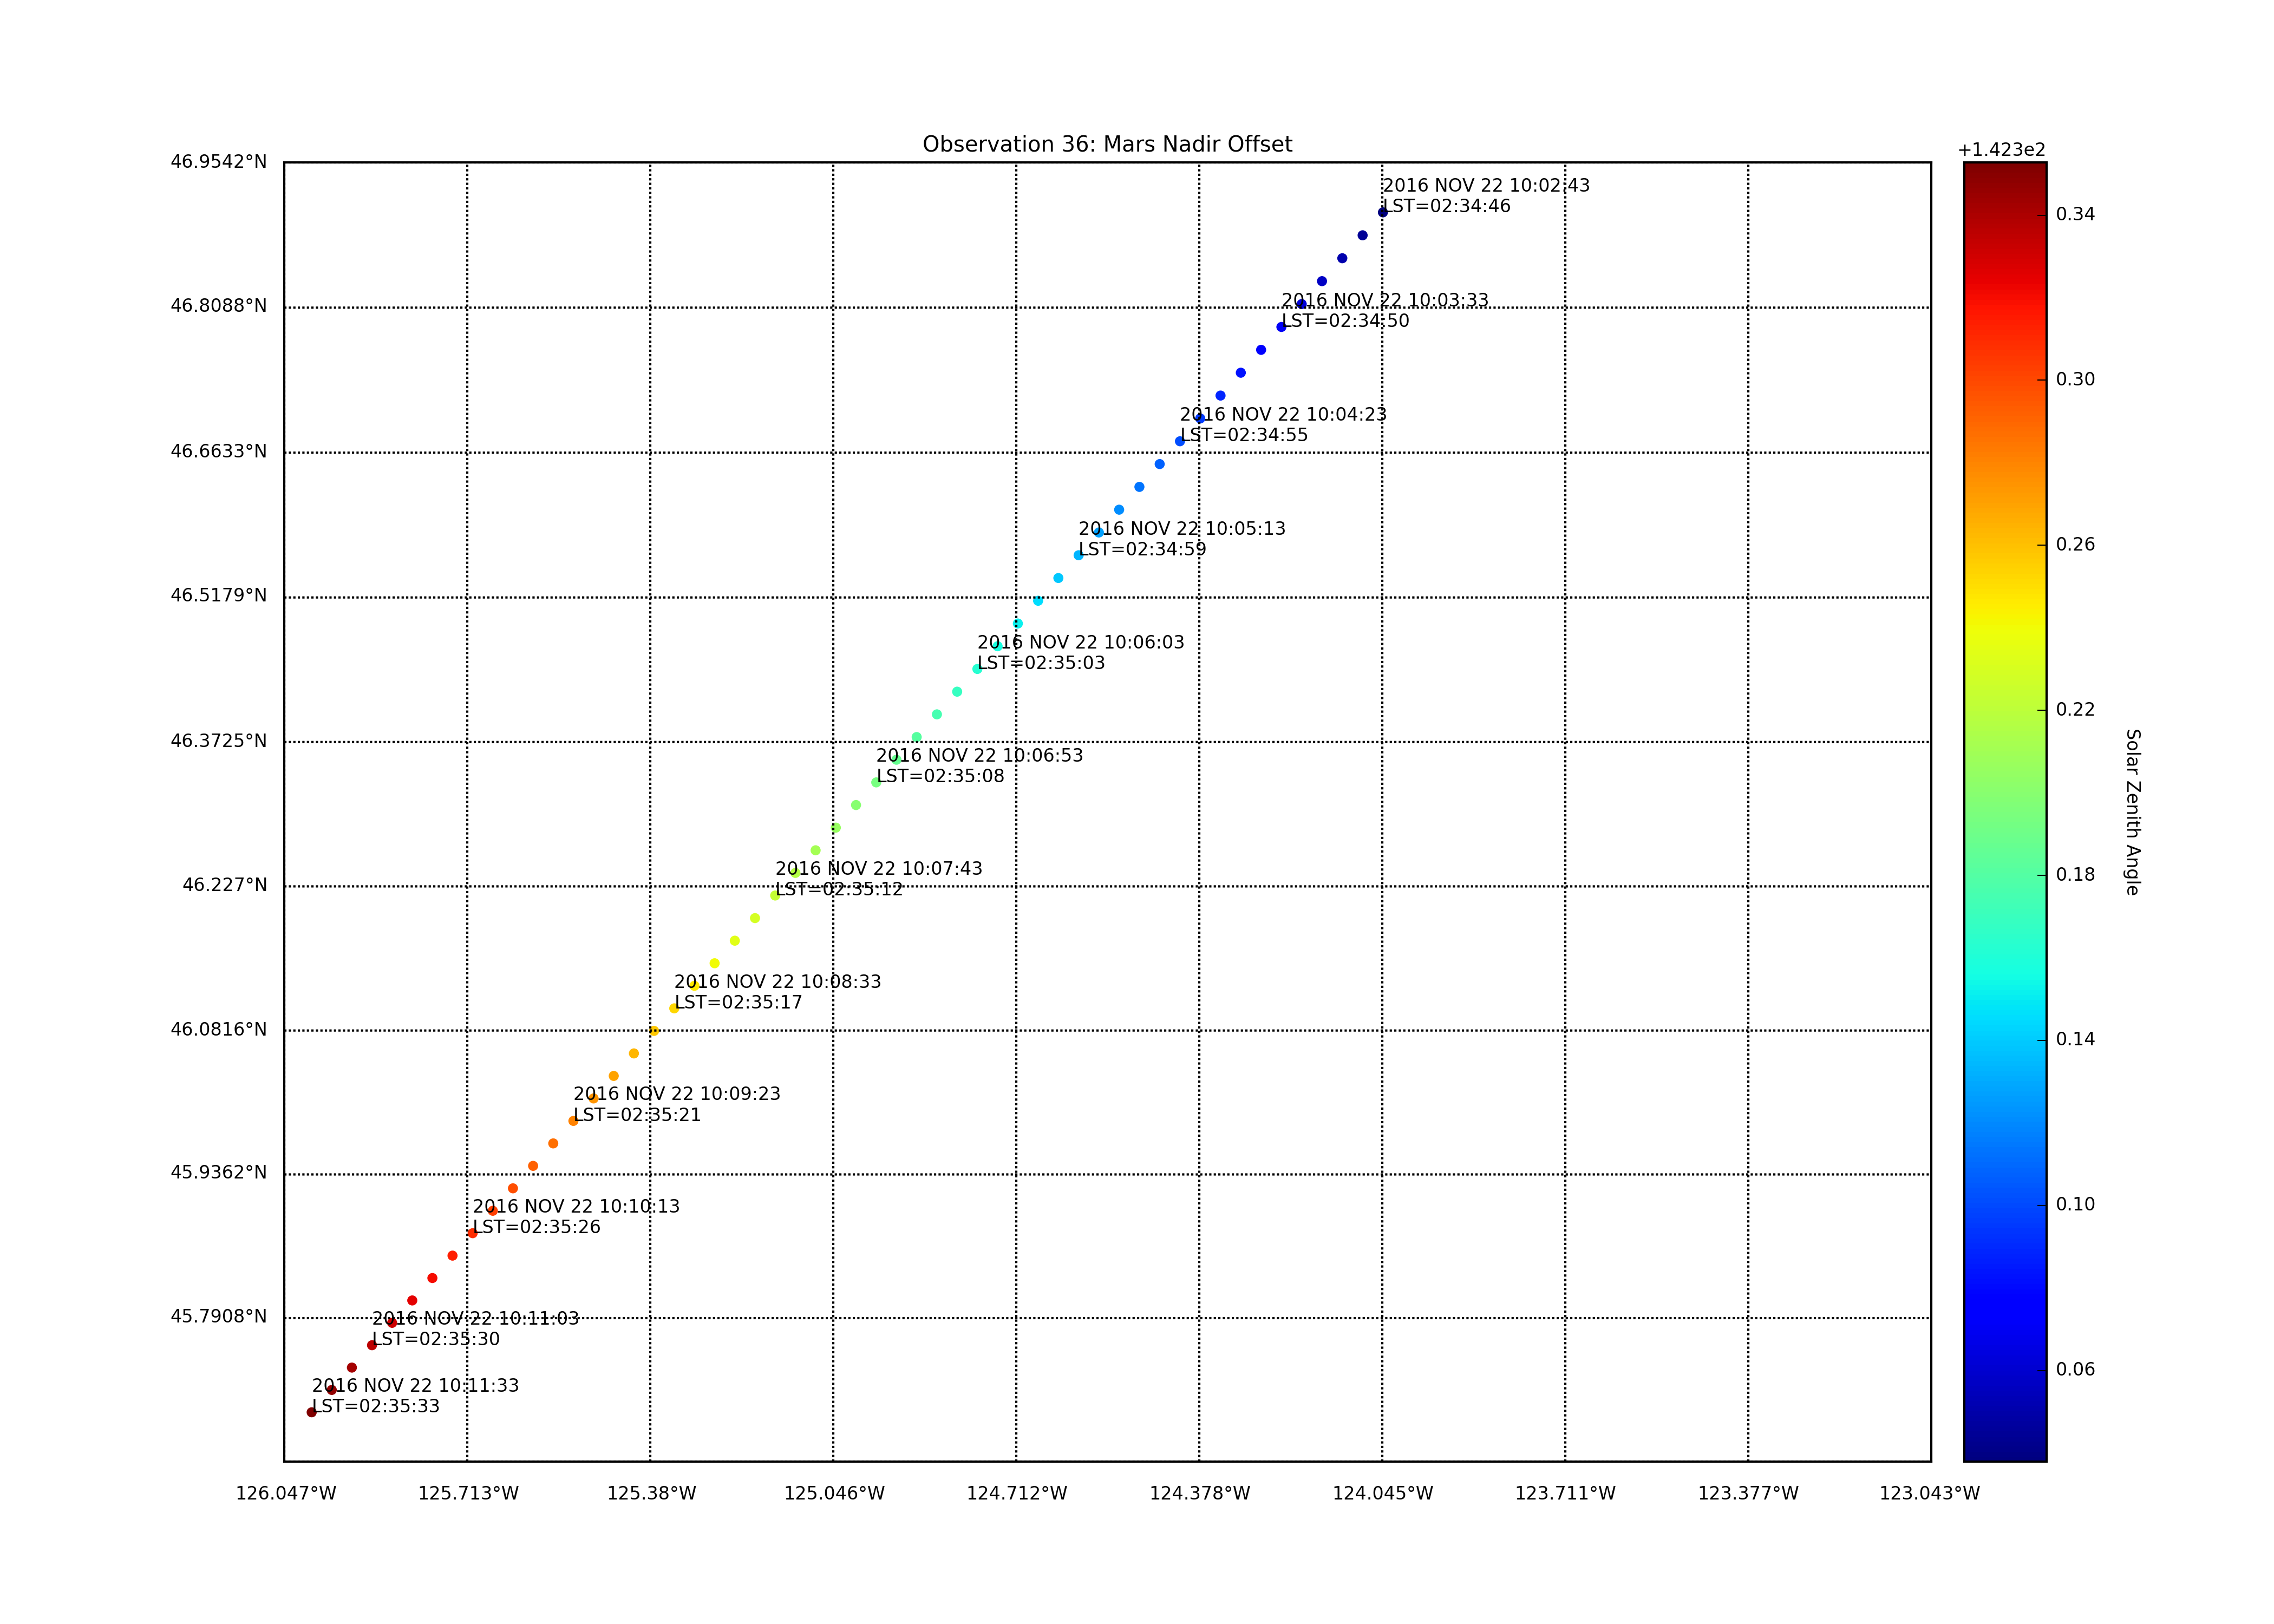 Observation 36: Mars Nadir Offset
+1.423e2
46.9542°N
46.8088°N
46.6633°N
46.5179°N
46.3725°N
46.227°N
46.0816°N
45.9362°N
45.7908°N
2016 NOV 22 10:02:43
LST=02:34:46
2016 NOV 22 10:03:33
LST=02:34:50
2016 NOV 22 10:04:23
LST=02:34:55
2016 NOV 22 10:05:13
LST=02:34:59
2016 NOV 22 10:06:03
LST=02:35:03
2016 NOV 22 10:06:53
LST=02:35:08
2016 NOV 22 10:07:43
LST=02:35:12
2016 NOV 22 10:08:33
LST=02:35:17
2016 NOV 22 10:09:23
LST=02:35:21
2016 NOV 22 10:10:13
LST=02:35:26
2016 NOV 22 10:11:03
LST=02:35:30
2016 NOV 22 10:11:33
LST=02:35:33
126.047°W
125.713°W
125.38°W
125.046°W
124.712°W
124.378°W
124.045°W
123.711°W
123.377°W
123.043°W
0.34
0.30
0.26
0.22
0.18
0.14
0.10
0.06
Solar Zenith Angle